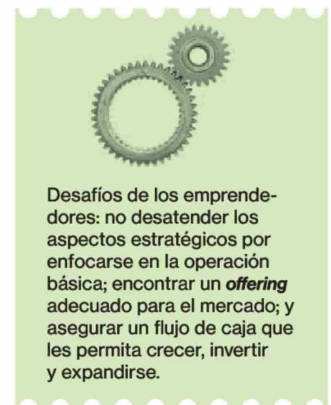 Desafíos de los emprende-
dores: no desatender los
aspectos estratégicos por
enfocarse en la operación
básica; encontrar un offering
adecuado para el mercado; y
asegurar un flujo de caja que
les permita crecer, invertir
y expandirse.